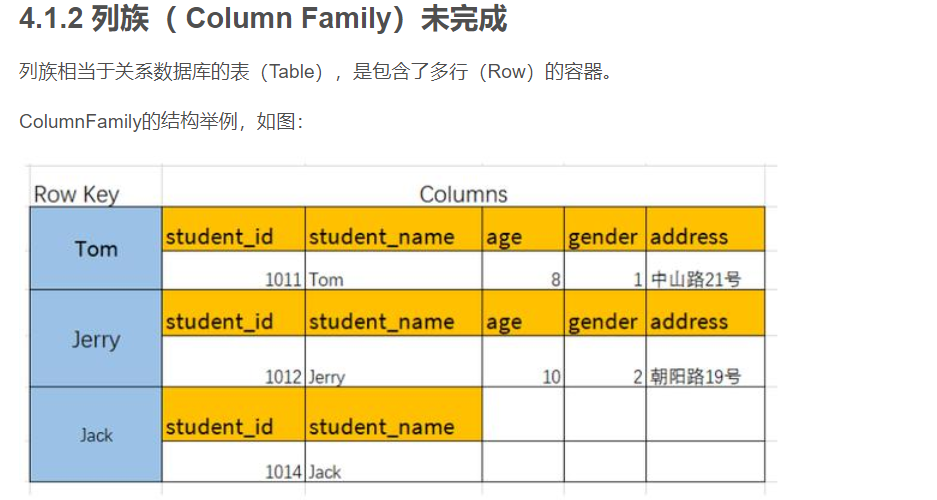 4.1.2 列族（ Column Family）未完成
列族相当于关系数据库的表（Table），是包含了多行（Row）的容器。
ColumnFamily的结构举例，如图：
Row Key Columns
Tom student_id student_name age gender address
1011 Tom 8 1 中山路21号
Jerry student_id student_name age gender address
1012 Jerry 10 2 朝阳路19号
Jack student_id student_name
1014 Jack